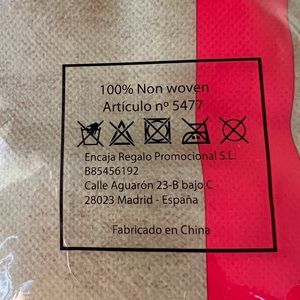 100% Non woven
Artículo nº 5477
Encaja Regalo Promocional S.L.
B85456192
Calle Aguarón 23-B bajo C
28023 Madrid - España
Fabricado en China